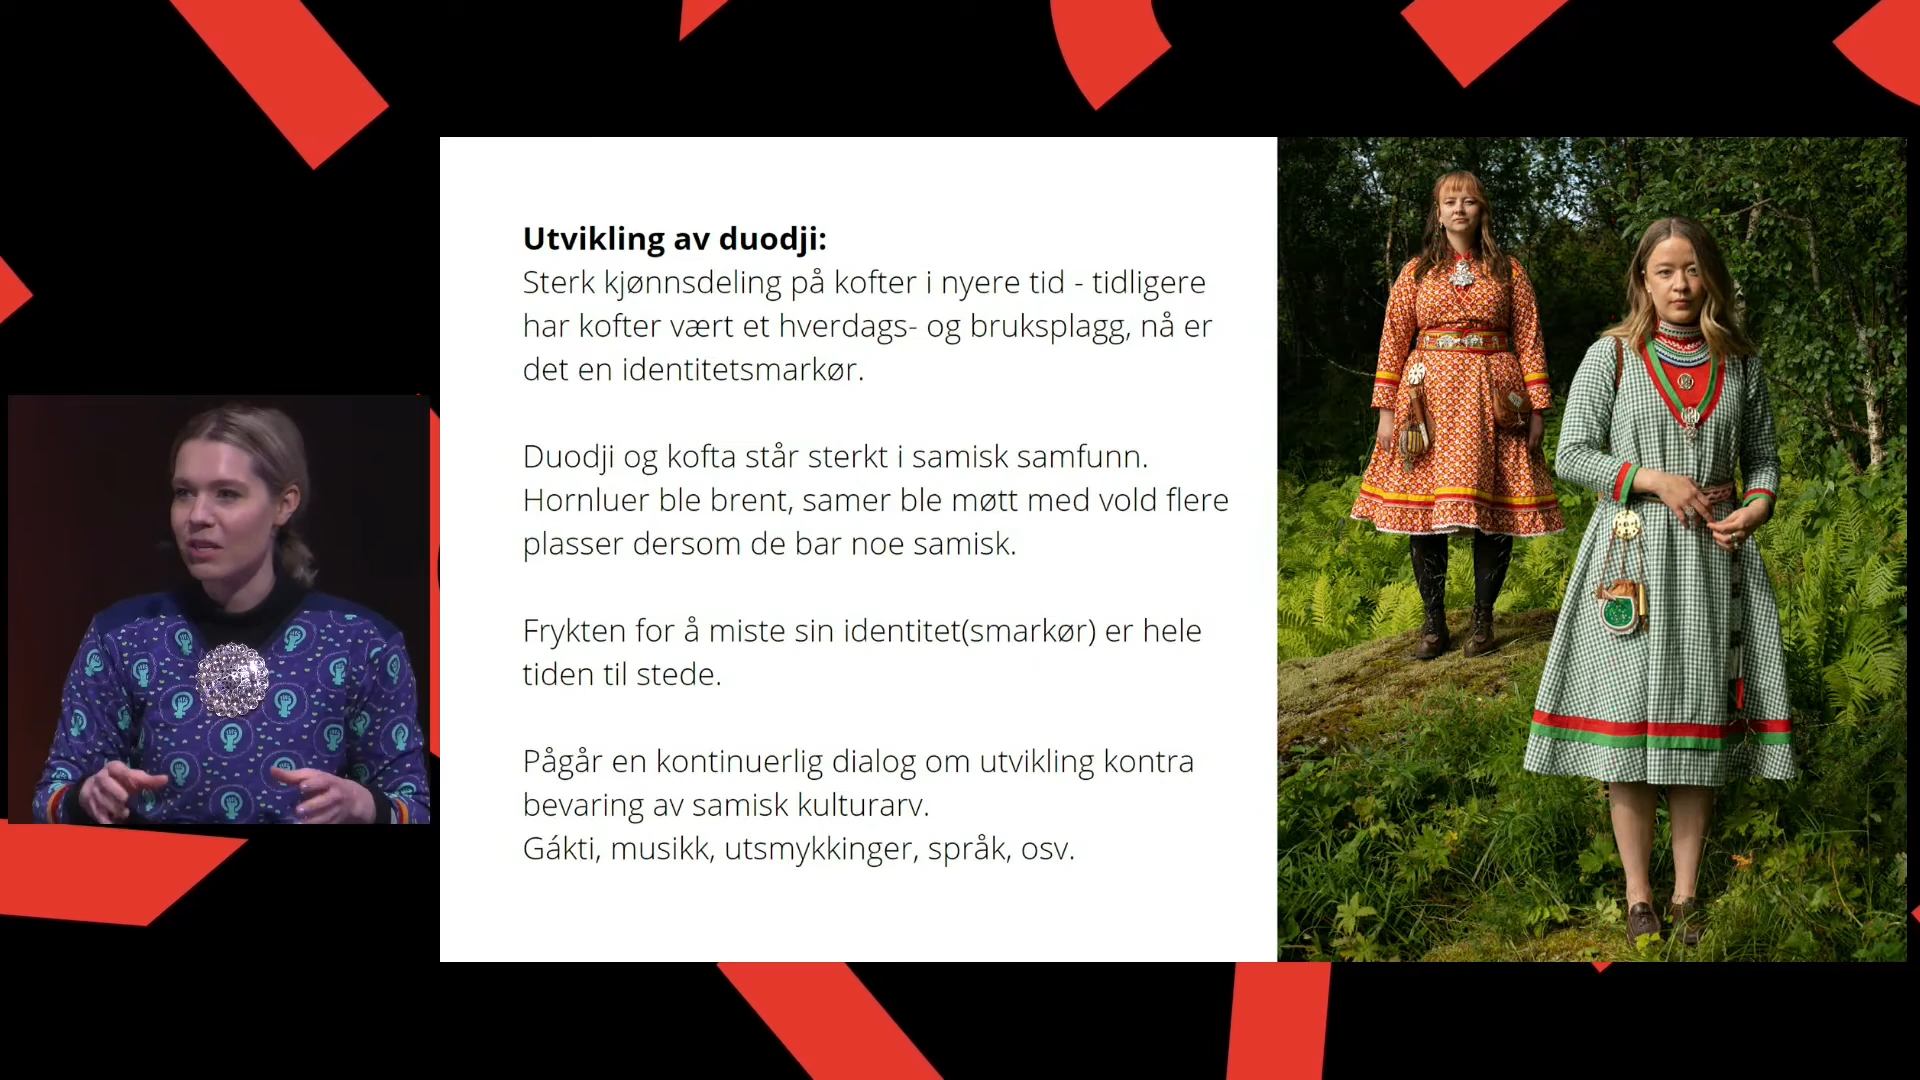 Utvikling av duodji:
Sterk kjønnsdeling på kofter i nyere tid - tidligere
har kofter vært et hverdags- og bruksplagg, nå er
det en identitetsmarkør.
Duodji og kofta står sterkt i samisk samfunn.
Hornluer ble brent, samer ble møtt med vold flere
plasser dersom de bar noe samisk.
Frykten for å miste sin identitet(smarkør) er hele
tiden til stede.
Pågår en kontinuerlig dialog om utvikling kontra
bevaring av samisk kulturarv.
Gákti, musikk, utsmykkinger, språk, osv.